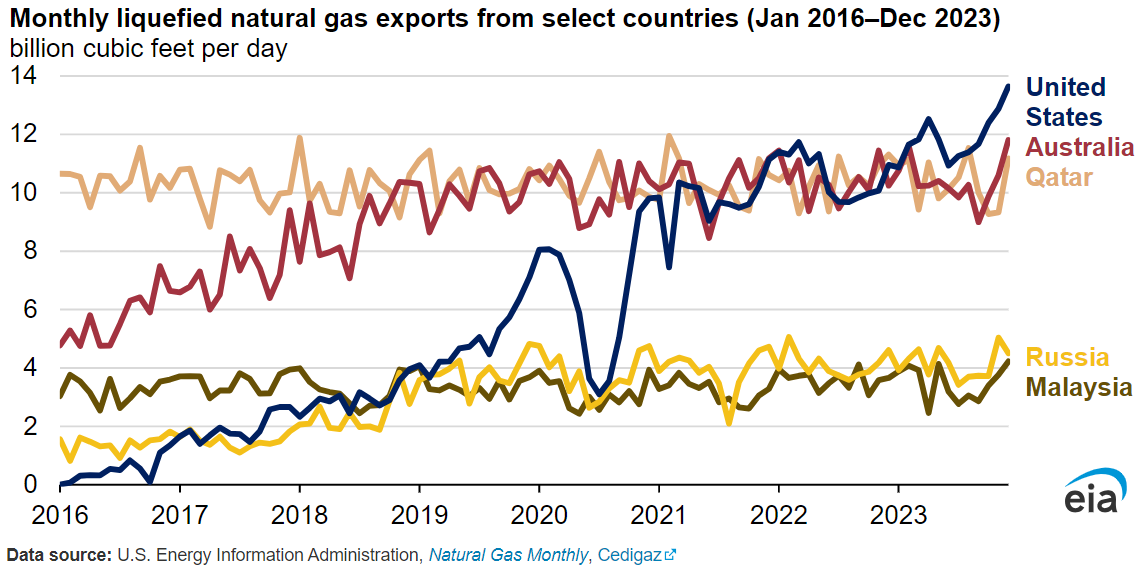 Monthly liquefied natural gas exports from select countries (Jan 2016–Dec 2023)
billion cubic feet per day
14
12
10
8
6
4
2
0
2016 2017 2018 2019 2020 2021 2022 2023
United
States
Australia
Qatar
Russia
Malaysia
eia
Data source: U.S. Energy Information Administration, Natural Gas Monthly, Cedigaz